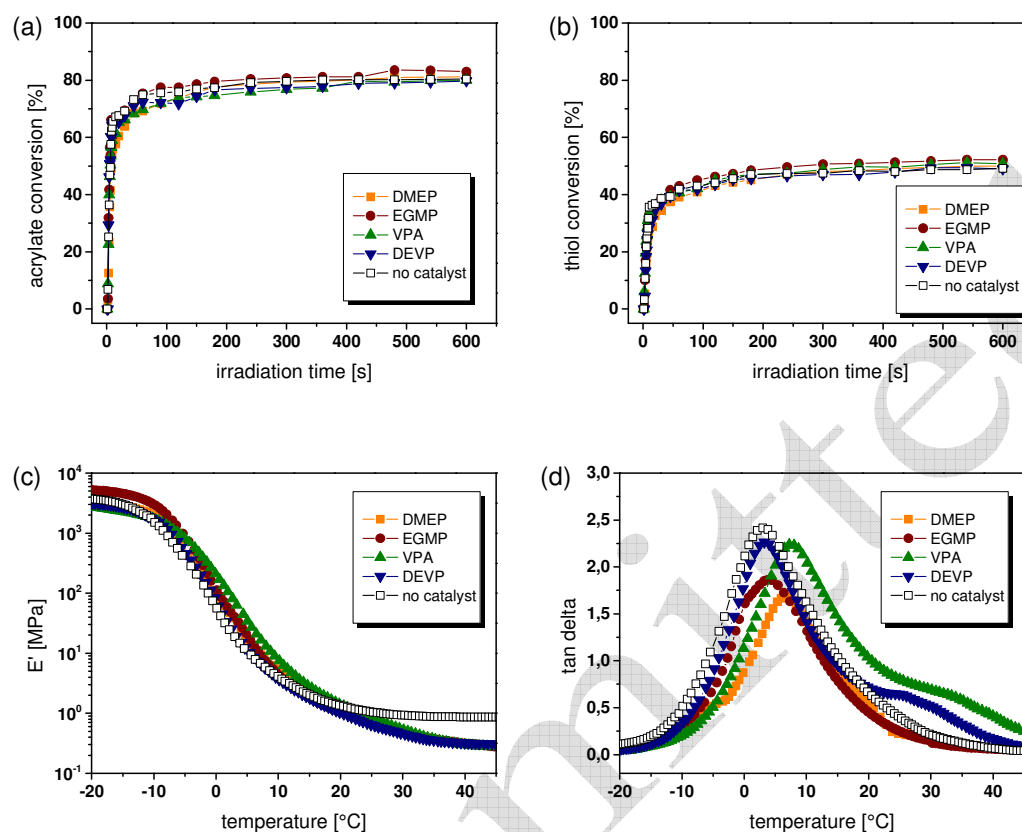 (a)
acrylate conversion [%]
100
80
60
40
20
0
DMEP
EGMP
VPA
DEVP
no catalyst
0 100 200 300 400 500 600
irradiation time [s]
(b)
thiol conversion [%]
100
80
60
40
20
0
DMEP
EGMP
VPA
DEVP
no catalyst
0 100 200 300 400 500 600
irradiation time [s]
(c)
E' [MPa]
10⁴
10³
10²
10¹
10⁰
10⁻¹
DMEP
EGMP
VPA
DEVP
no catalyst
-20 -10 0 10 20 30 40
temperature [°C]
(d)
tan delta
3,0
2,5
2,0
1,5
1,0
0,5
0,0
DMEP
EGMP
VPA
DEVP
no catalyst
-20 -10 0 10 20 30 40
temperature [°C]